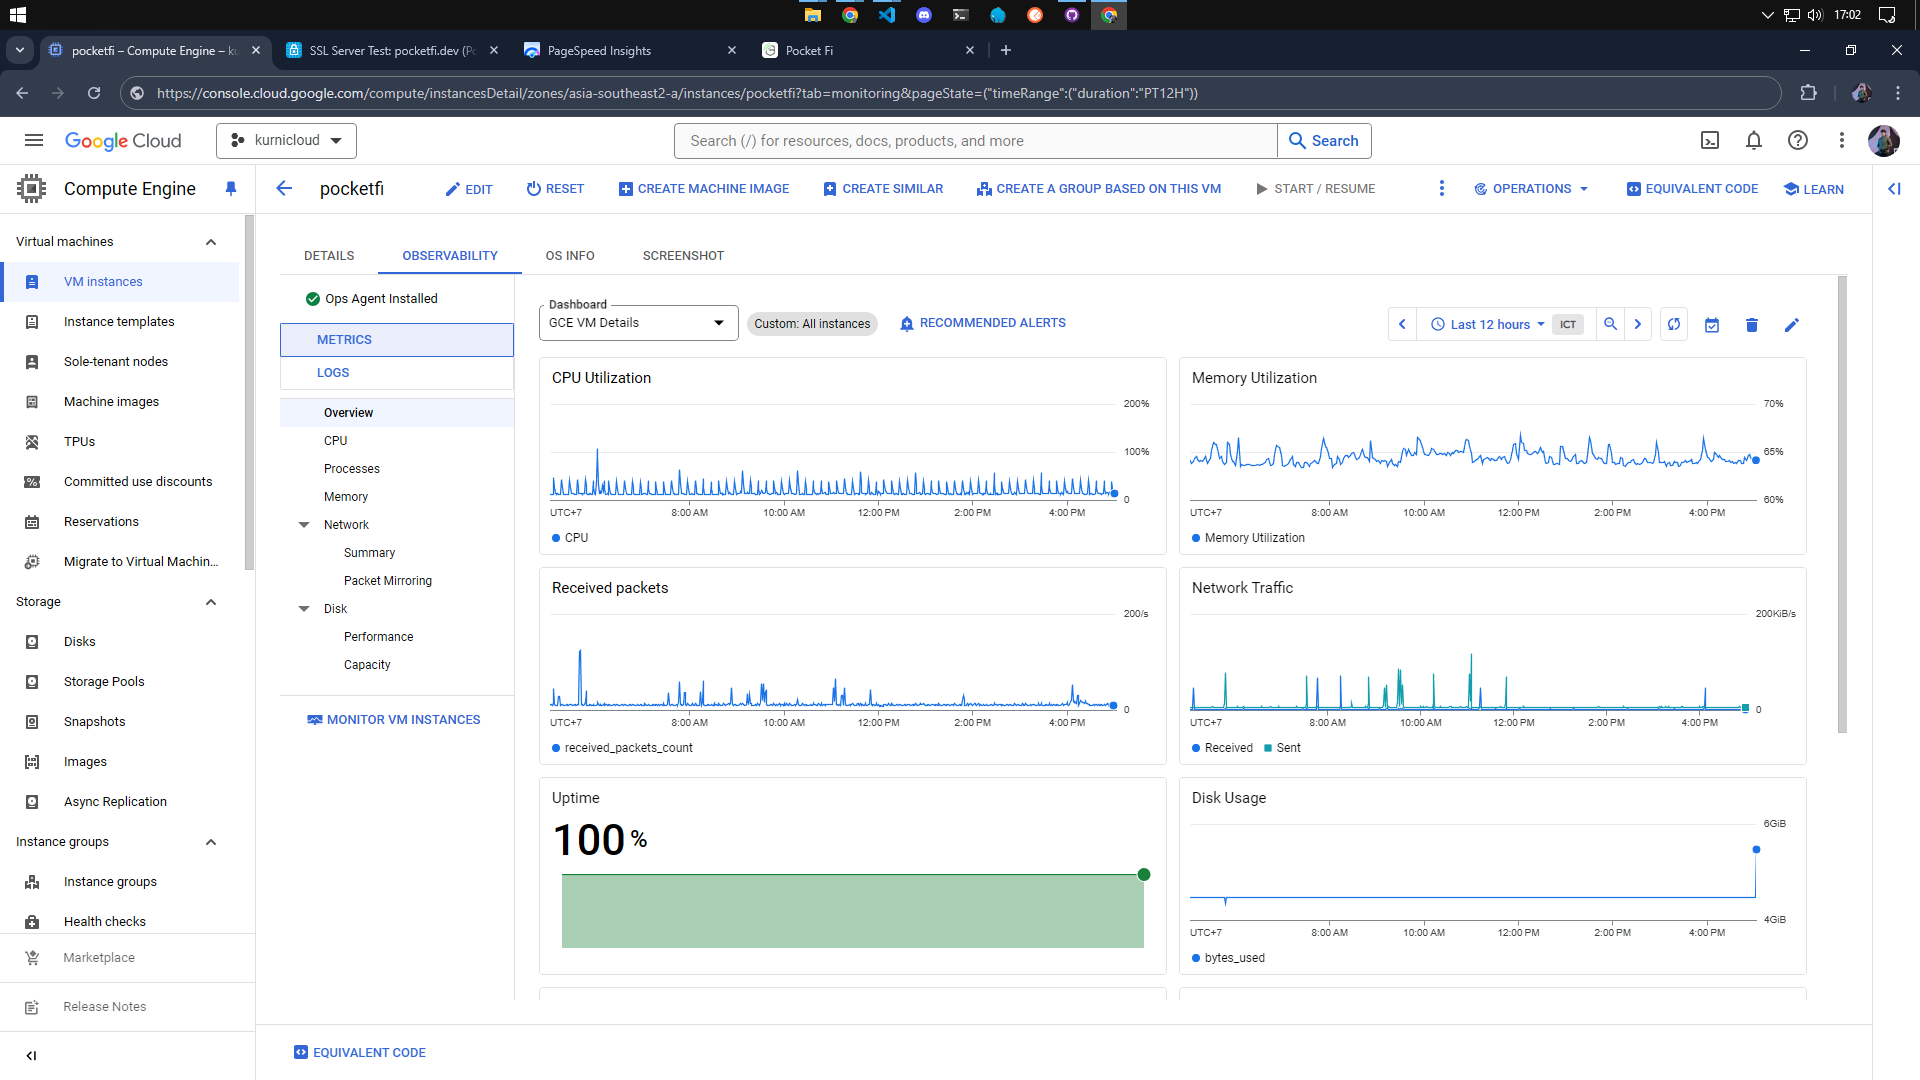 17:02
pocketfi – Compute Engine – ku
SSL Server Test: pocketfi.dev (Po
PageSpeed Insights
Pocket Fi
https://console.cloud.google.com/compute/instancesDetail/zones/asia-southeast2-a/instances/pocketfi?tab=monitoring&pageState=("timeRange":("duration":"PT12H"))
Google Cloud
kurnicloud
Search (/) for resources, docs, products, and more
Search
Compute Engine
pocketfi
EDIT
RESET
CREATE MACHINE IMAGE
CREATE SIMILAR
CREATE A GROUP BASED ON THIS VM
START / RESUME
OPERATIONS
EQUIVALENT CODE
LEARN
Virtual machines
VM instances
Instance templates
Sole-tenant nodes
Machine images
TPUs
Committed use discounts
Reservations
Migrate to Virtual Machin...
Storage
Disks
Storage Pools
Snapshots
Images
Async Replication
Instance groups
Instance groups
Health checks
Marketplace
Release Notes
DETAILS
OBSERVABILITY
OS INFO
SCREENSHOT
Ops Agent Installed
METRICS
LOGS
Overview
CPU
Processes
Memory
Network
Summary
Packet Mirroring
Disk
Performance
Capacity
MONITOR VM INSTANCES
Dashboard
GCE VM Details
Custom: All instances
RECOMMENDED ALERTS
Last 12 hours
ICT
CPU Utilization
200%
100%
0
UTC+7
8:00 AM
10:00 AM
12:00 PM
2:00 PM
4:00 PM
CPU
Memory Utilization
70%
65%
60%
UTC+7
8:00 AM
10:00 AM
12:00 PM
2:00 PM
4:00 PM
Memory Utilization
Received packets
200/s
0
UTC+7
8:00 AM
10:00 AM
12:00 PM
2:00 PM
4:00 PM
received_packets_count
Network Traffic
200KiB/s
0
UTC+7
8:00 AM
10:00 AM
12:00 PM
2:00 PM
4:00 PM
Received
Sent
Uptime
100 %
Disk Usage
6GiB
4GiB
UTC+7
8:00 AM
10:00 AM
12:00 PM
2:00 PM
4:00 PM
bytes_used
EQUIVALENT CODE